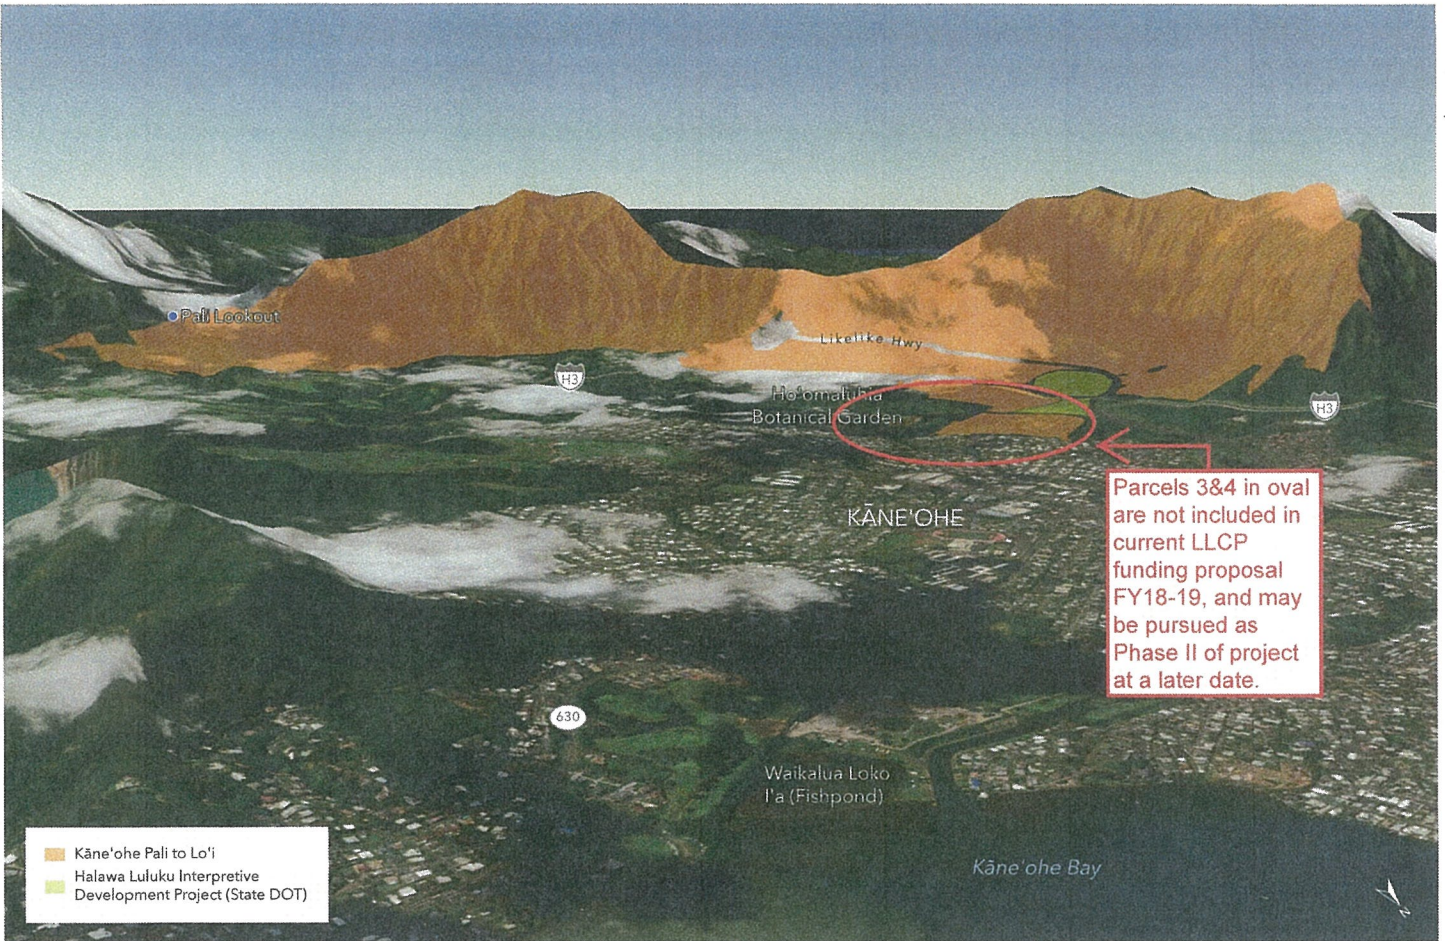 Pali Lookout
Likelike Hwy
H3
Ho'omaluhia
Botanical Garden
H3
KĀNE'OHE
Parcels 3&4 in oval
are not included in
current LLCP
funding proposal
FY18-19, and may
be pursued as
Phase II of project
at a later date.
630
Waikalua Loko
I'a (Fishpond)
Kāne'ohe Bay
Kāne'ohe Pali to Lo'i
Halawa Luluku Interpretive
Development Project (State DOT)
N